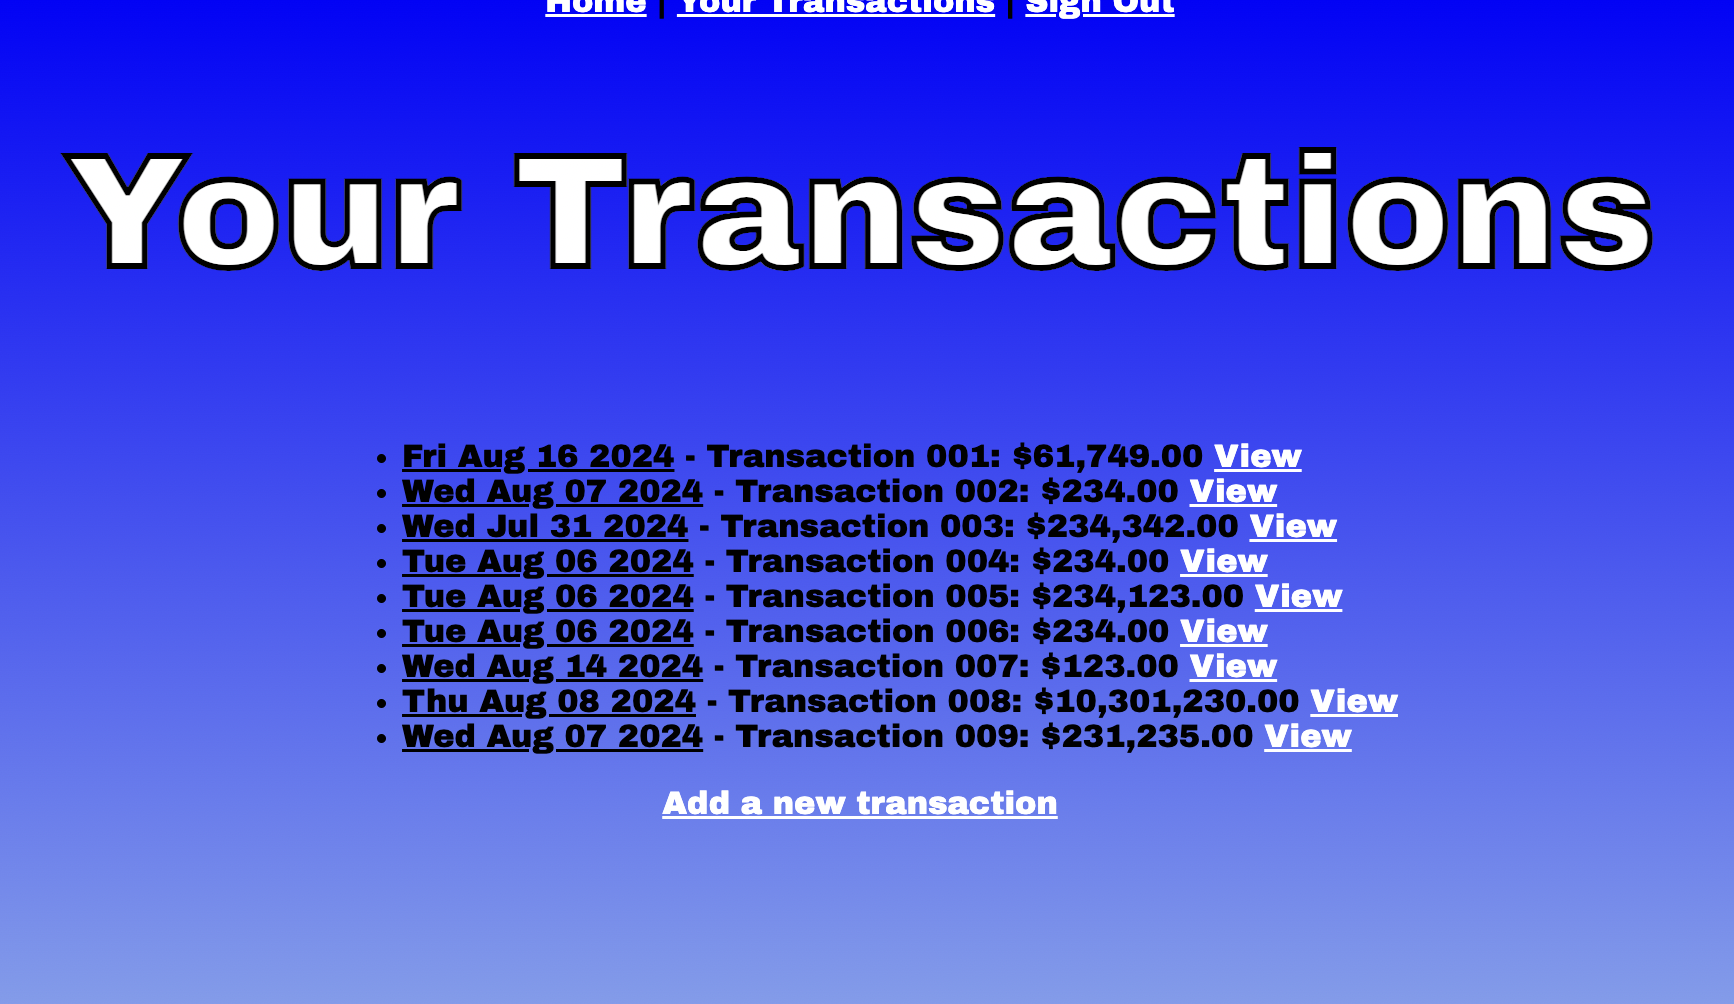 Home | Your Transactions | Sign Out
Your Transactions
• Fri Aug 16 2024 - Transaction 001: $61,749.00 View
• Wed Aug 07 2024 - Transaction 002: $234.00 View
• Wed Jul 31 2024 - Transaction 003: $234,342.00 View
• Tue Aug 06 2024 - Transaction 004: $234.00 View
• Tue Aug 06 2024 - Transaction 005: $234,123.00 View
• Tue Aug 06 2024 - Transaction 006: $234.00 View
• Wed Aug 14 2024 - Transaction 007: $123.00 View
• Thu Aug 08 2024 - Transaction 008: $10,301,230.00 View
• Wed Aug 07 2024 - Transaction 009: $231,235.00 View
Add a new transaction